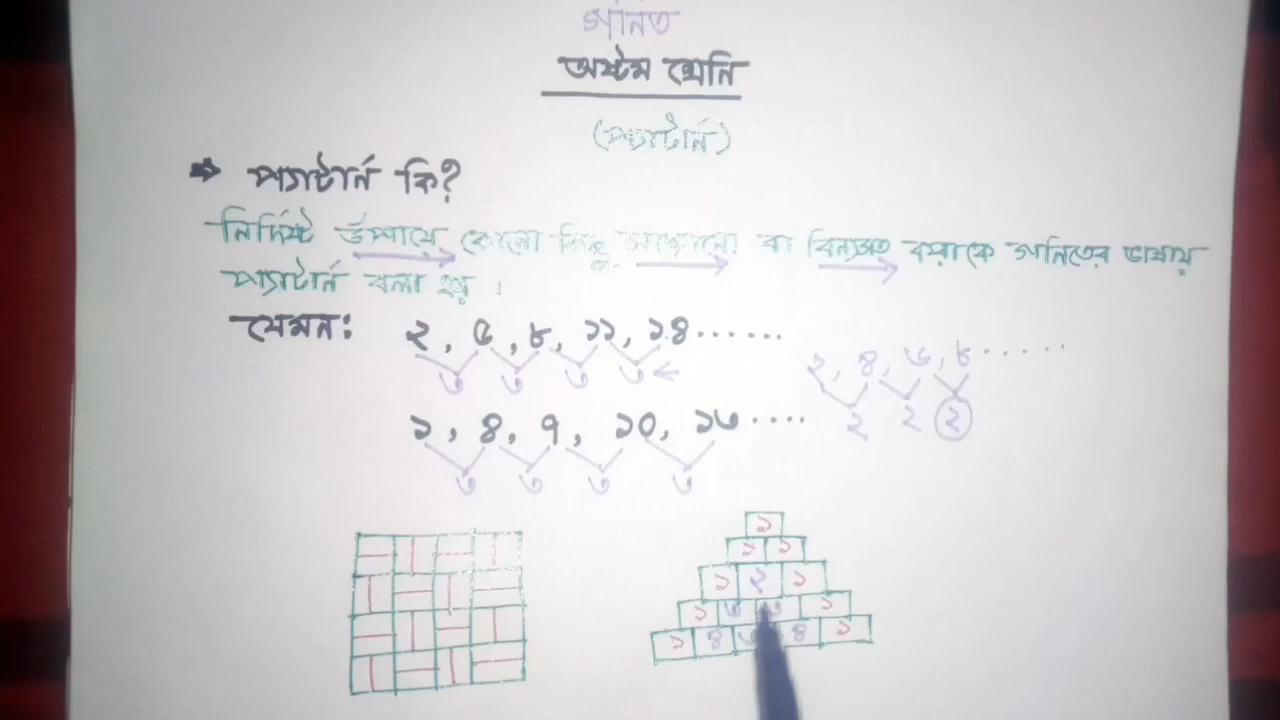 গনিত
অষ্টম শ্রেনি
(প্যাটার্ন)
➔ প্যাটার্ন কি?
নির্দিষ্ট উপায়ে কোনো কিছু সাজানো বা বিন্যস্ত করাকে গনিতের ভাষায়
প্যাটার্ন বলা হয় ।
যেমন: ২, ৫, ৮, ১১, ১৪......
৩ ৩ ৩ ৩ ←
২, ৪, ৬, ৮ .....
২ ২ ২
১, ৪, ৭, ১০, ১৩ ....
৩ ৩ ৩ ৩
১
১ ১
১ ২ ১
১ ৩ ৩ ১
১ ৪ ৬ ৪ ১